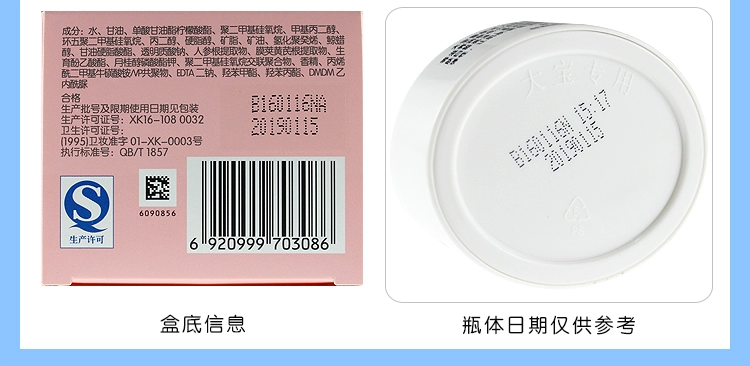 成分: 水、甘油、单酸甘油酯柠檬酸酯、聚二甲基硅氧烷、甲基丙二醇、
环五聚二甲基硅氧烷、丙二醇、硬脂醇、矿脂、矿油、氢化聚癸烯、鲸蜡
醇、甘油硬脂酸酯、透明质酸钠、人参根提取物、膜荚黄芪根提取物、生
育酚乙酸酯、月桂醇磷酸酯钾、聚二甲基硅氧烷交联聚合物、香精、丙烯
酰二甲基牛磺酸铵/VP共聚物、EDTA 二钠、羟苯甲酯、羟苯丙酯、DMDM 乙
内酰脲
合格
生产批号及限期使用日期见包装
生产许可证号: XK16-108 0032
卫生许可证号:
(1995)卫妆准字 01-XK-0003号
执行标准号: QB/T 1857
B160116NA
20190115
QS
生产许可
6090856
6 920999 703086
大宝专用
B160116N 15:17
20190115
盒底信息
瓶体日期仅供参考